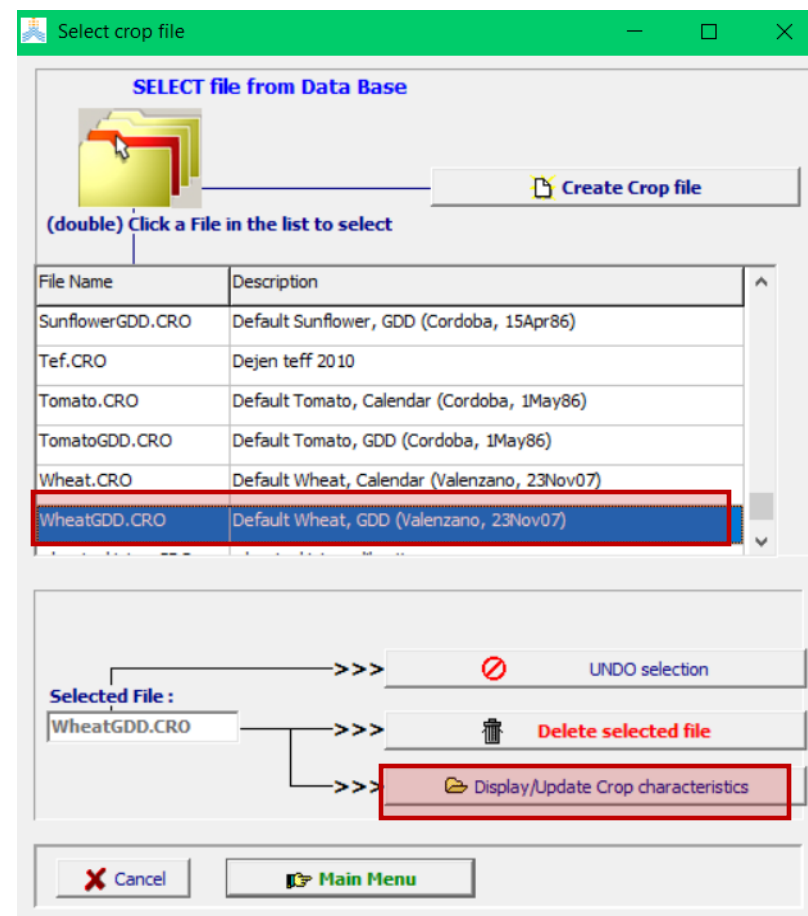 Select crop file
SELECT file from Data Base
Create Crop file
(double) Click a File in the list to select
File Name Description
SunflowerGDD.CRO Default Sunflower, GDD (Cordoba, 15Apr86)
Tef.CRO Dejen teff 2010
Tomato.CRO Default Tomato, Calendar (Cordoba, 1May86)
TomatoGDD.CRO Default Tomato, GDD (Cordoba, 1May86)
Wheat.CRO Default Wheat, Calendar (Valenzano, 23Nov07)
WheatGDD.CRO Default Wheat, GDD (Valenzano, 23Nov07)
>>> UNDO selection
Selected File :
WheatGDD.CRO >>> Delete selected file
>>> Display/Update Crop characteristics
Cancel Main Menu